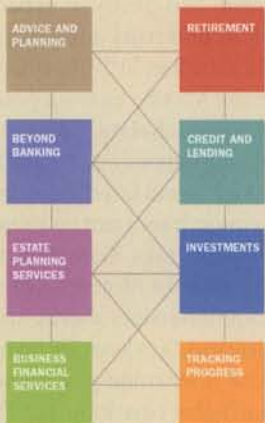 ADVICE AND
PLANNING
RETIREMENT
BEYOND
BANKING
CREDIT AND
LENDING
ESTATE
PLANNING
SERVICES
INVESTMENTS
BUSINESS
FINANCIAL
SERVICES
TRACKING
PROGRESS